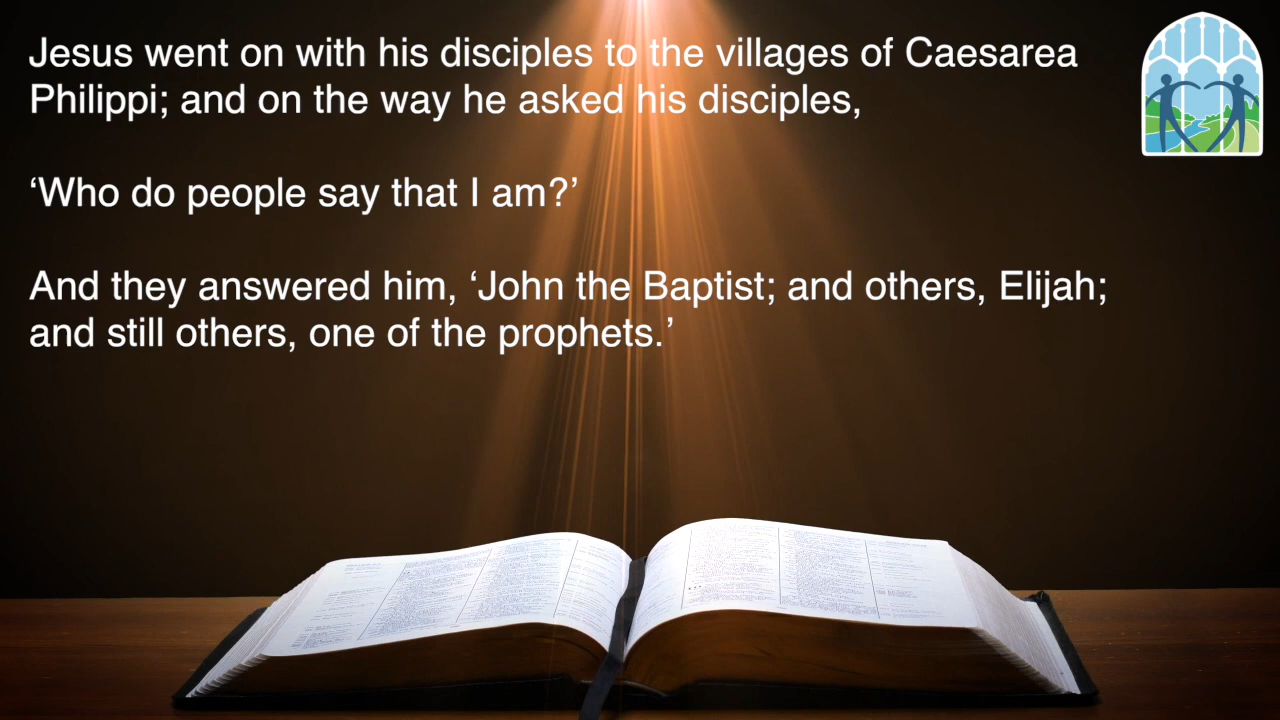 Jesus went on with his disciples to the villages of Caesarea
Philippi; and on the way he asked his disciples,
‘Who do people say that I am?’
And they answered him, ‘John the Baptist; and others, Elijah;
and still others, one of the prophets.’